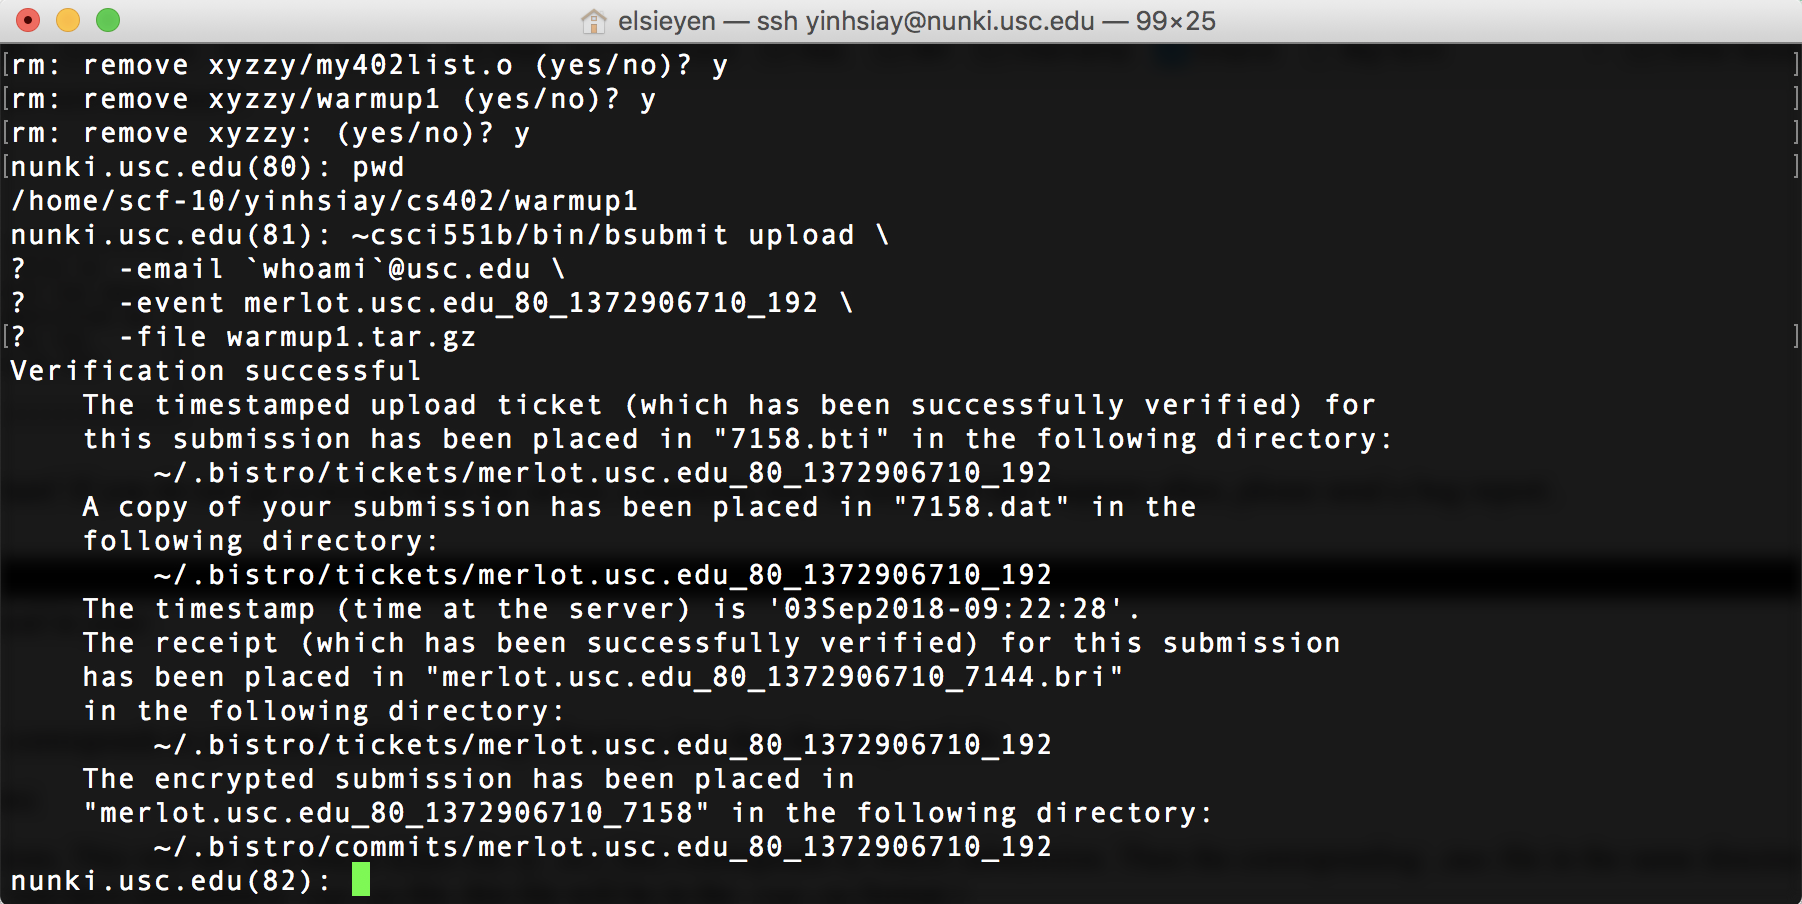 elsieyen — ssh yinhsiay@nunki.usc.edu — 99×25
[rm: remove xyzzy/my402list.o (yes/no)? y ]
[rm: remove xyzzy/warmup1 (yes/no)? y ]
[rm: remove xyzzy: (yes/no)? y ]
[nunki.usc.edu(80): pwd ]
/home/scf-10/yinhsiay/cs402/warmup1
nunki.usc.edu(81): ~csci551b/bin/bsubmit upload \
?      -email `whoami`@usc.edu \
?      -event merlot.usc.edu_80_1372906710_192 \
[?      -file warmup1.tar.gz ]
Verification successful
    The timestamped upload ticket (which has been successfully verified) for
    this submission has been placed in "7158.bti" in the following directory:
        ~/.bistro/tickets/merlot.usc.edu_80_1372906710_192
    A copy of your submission has been placed in "7158.dat" in the
    following directory:
        ~/.bistro/tickets/merlot.usc.edu_80_1372906710_192
    The timestamp (time at the server) is '03Sep2018-09:22:28'.
    The receipt (which has been successfully verified) for this submission
    has been placed in "merlot.usc.edu_80_1372906710_7144.bri"
    in the following directory:
        ~/.bistro/tickets/merlot.usc.edu_80_1372906710_192
    The encrypted submission has been placed in
    "merlot.usc.edu_80_1372906710_7158" in the following directory:
        ~/.bistro/commits/merlot.usc.edu_80_1372906710_192
nunki.usc.edu(82):